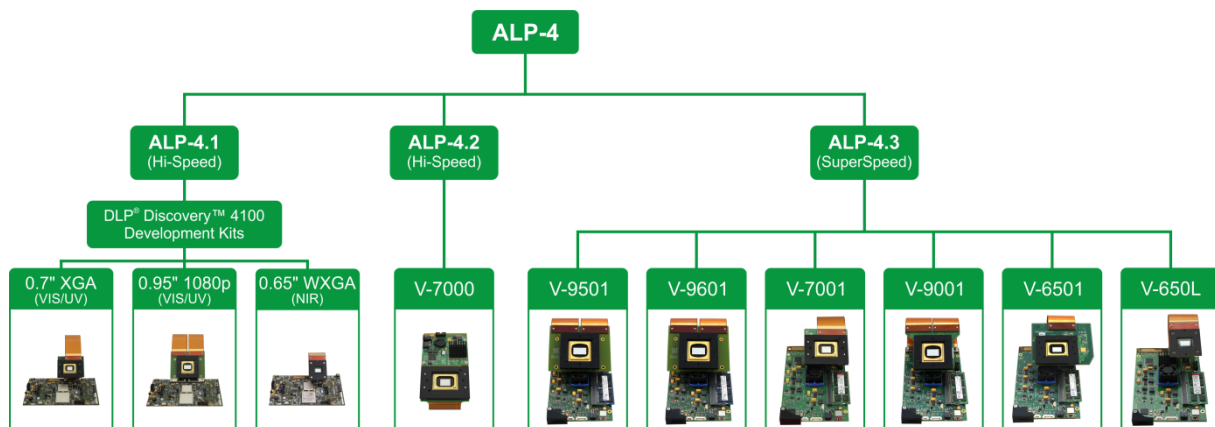 ALP-4
ALP-4.1
(Hi-Speed)
ALP-4.2
(Hi-Speed)
ALP-4.3
(SuperSpeed)
DLP® Discovery™ 4100
Development Kits
0.7" XGA
(VIS/UV)
0.95" 1080p
(VIS/UV)
0.65" WXGA
(NIR)
V-7000
V-9501
V-9601
V-7001
V-9001
V-6501
V-650L